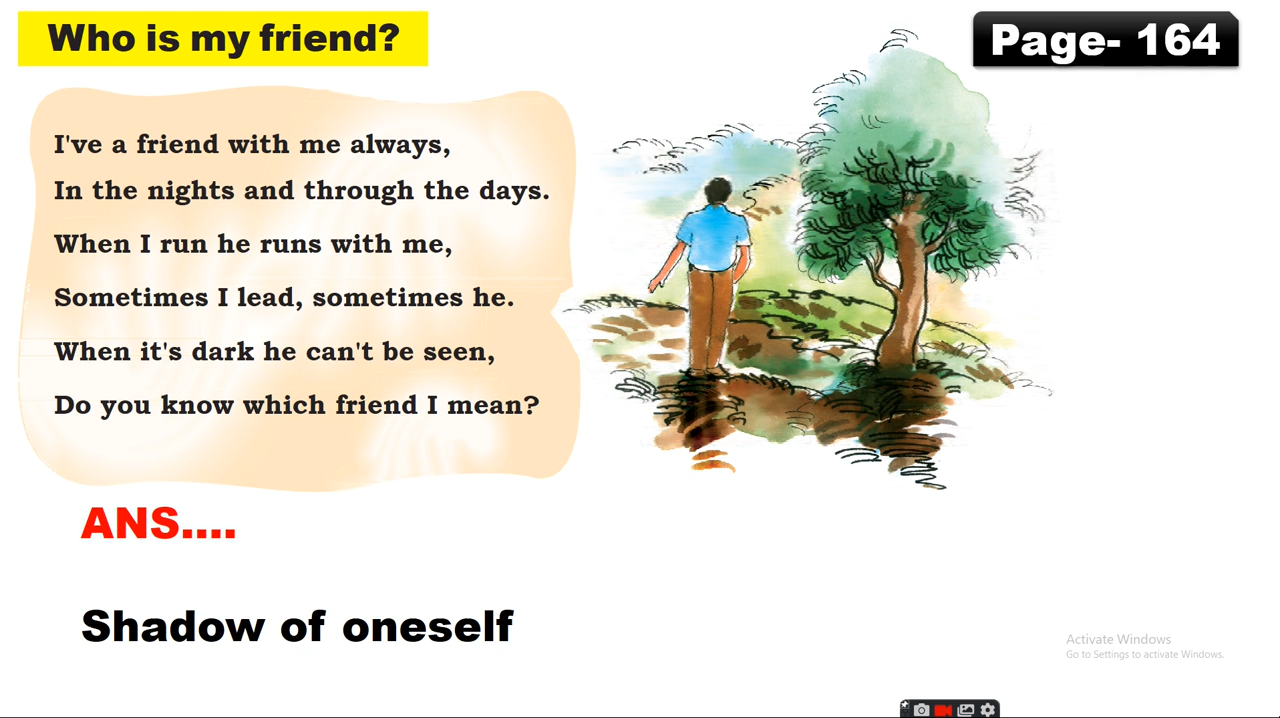 Who is my friend?
Page- 164
I've a friend with me always,
In the nights and through the days.
When I run he runs with me,
Sometimes I lead, sometimes he.
When it's dark he can't be seen,
Do you know which friend I mean?
ANS....
Shadow of oneself
Activate Windows
Go to Settings to activate Windows.